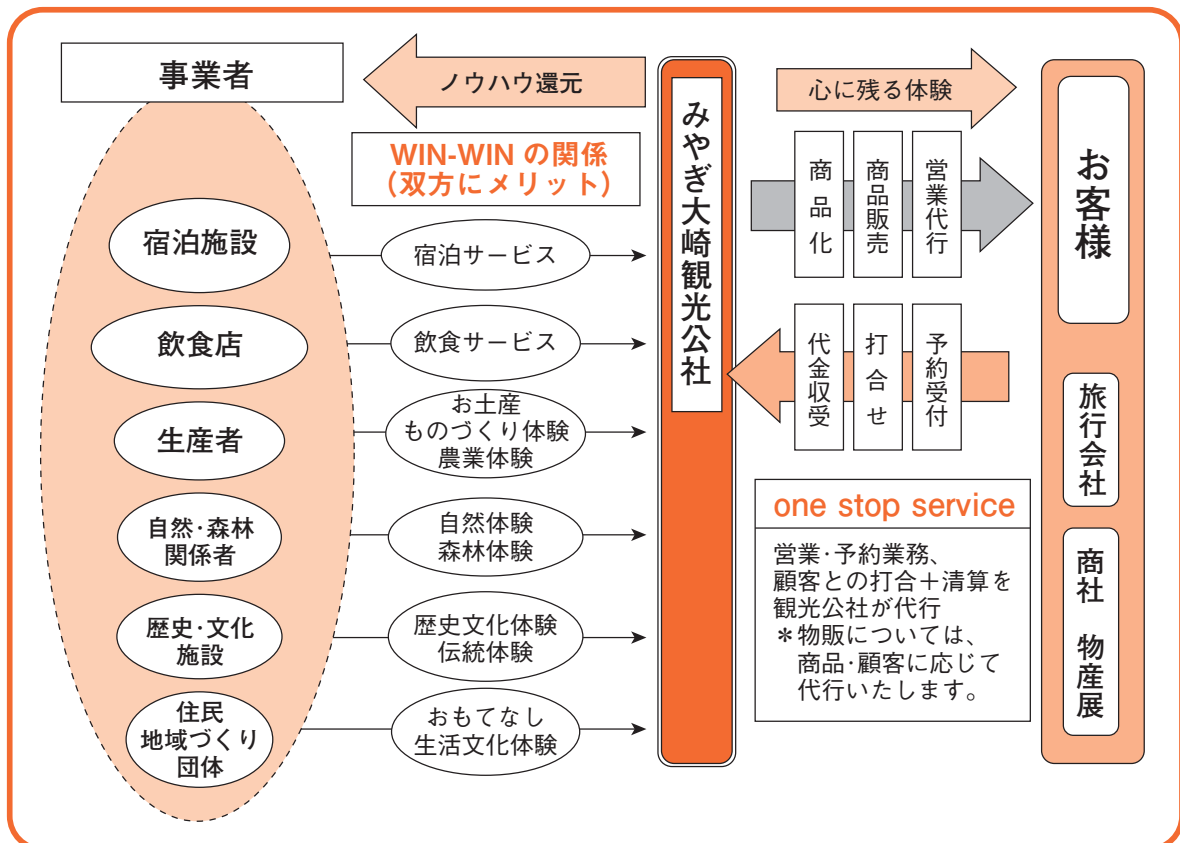 事業者
ノウハウ還元
WIN-WIN の関係
(双方にメリット)
宿泊施設
宿泊サービス
飲食店
飲食サービス
生産者
お土産
ものづくり体験
農業体験
自然・森林
関係者
自然体験
森林体験
歴史・文化
施設
歴史文化体験
伝統体験
住民
地域づくり
団体
おもてなし
生活文化体験
みやぎ大崎観光公社
心に残る体験
商品化
商品販売
営業代行
代金収受
打合せ
予約受付
one stop service
営業・予約業務、
顧客との打合+清算を
観光公社が代行
*物販については、
商品・顧客に応じて
代行いたします。
お客様
旅行会社
商社 物産展